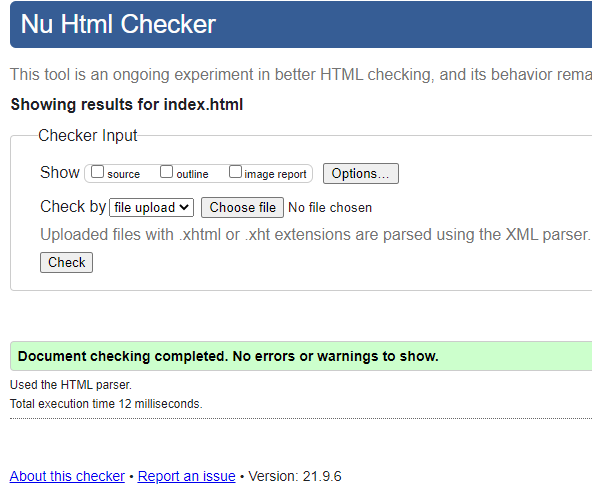 Nu Html Checker
This tool is an ongoing experiment in better HTML checking, and its behavior
Showing results for index.html
Checker Input
Show source outline image report Options...
Check by file upload Choose file No file chosen
Uploaded files with .xhtml or .xht extensions are parsed using the XML parser.
Check
Document checking completed. No errors or warnings to show.
Used the HTML parser.
Total execution time 12 milliseconds.
About this checker • Report an issue • Version: 21.9.6